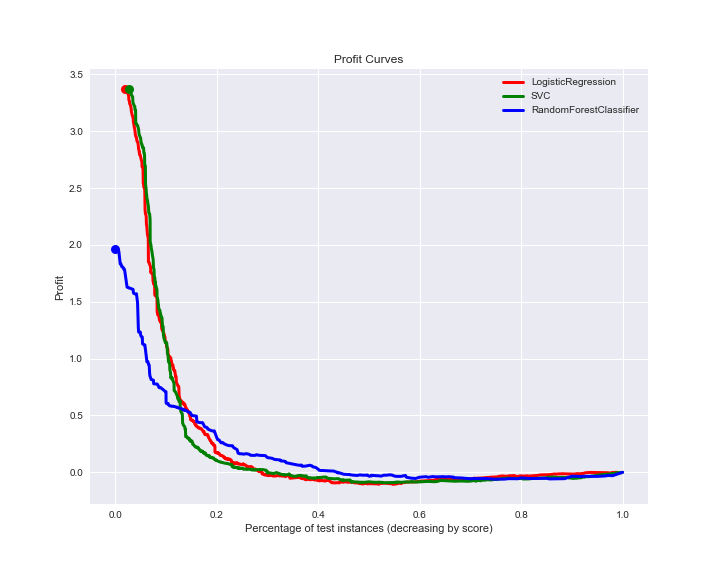 Profit Curves
LogisticRegression
SVC
RandomForestClassifier
3.5
3.0
2.5
2.0
1.5
1.0
0.5
0.0
Profit
0.0 0.2 0.4 0.6 0.8 1.0
Percentage of test instances (decreasing by score)